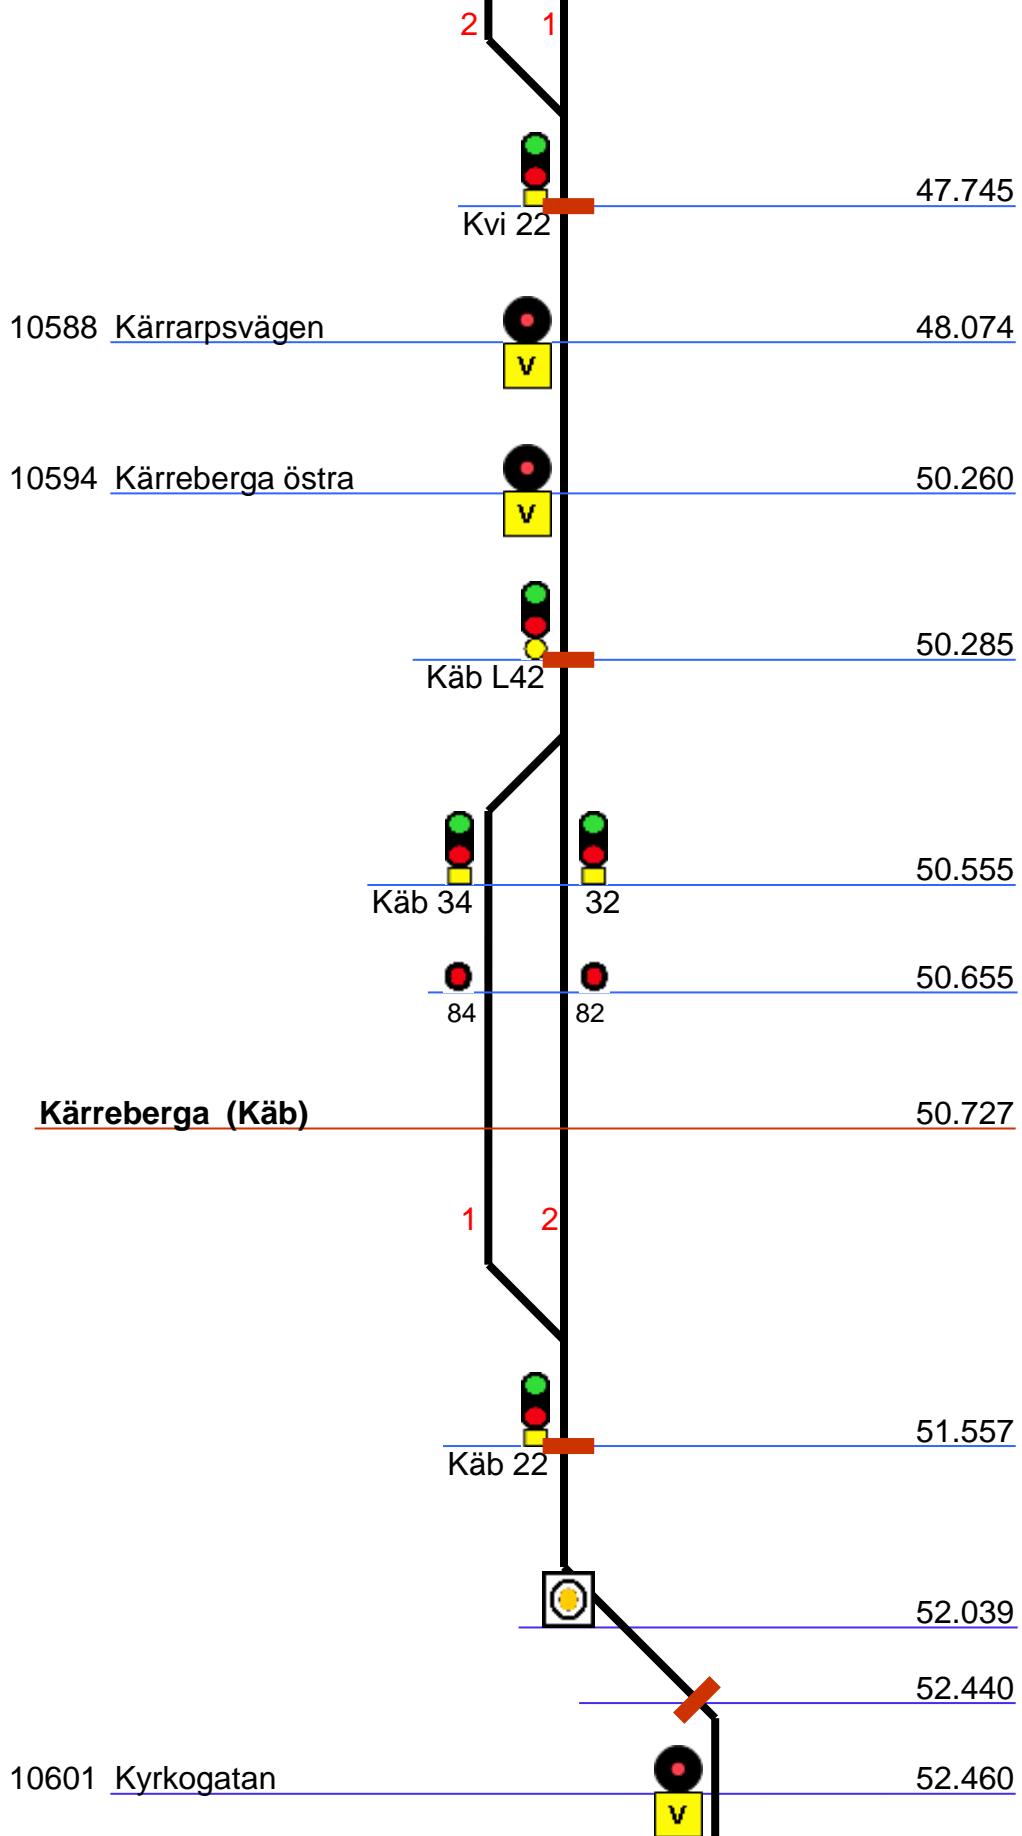 2 1
47.745
Kvi 22
10588 Kärrarpsvägen 48.074
V
10594 Kärreberga östra 50.260
V
50.285
Käb L42
50.555
Käb 34 32
50.655
84 82
Kärreberga (Käb) 50.727
1 2
51.557
Käb 22
52.039
52.440
10601 Kyrkogatan 52.460
V